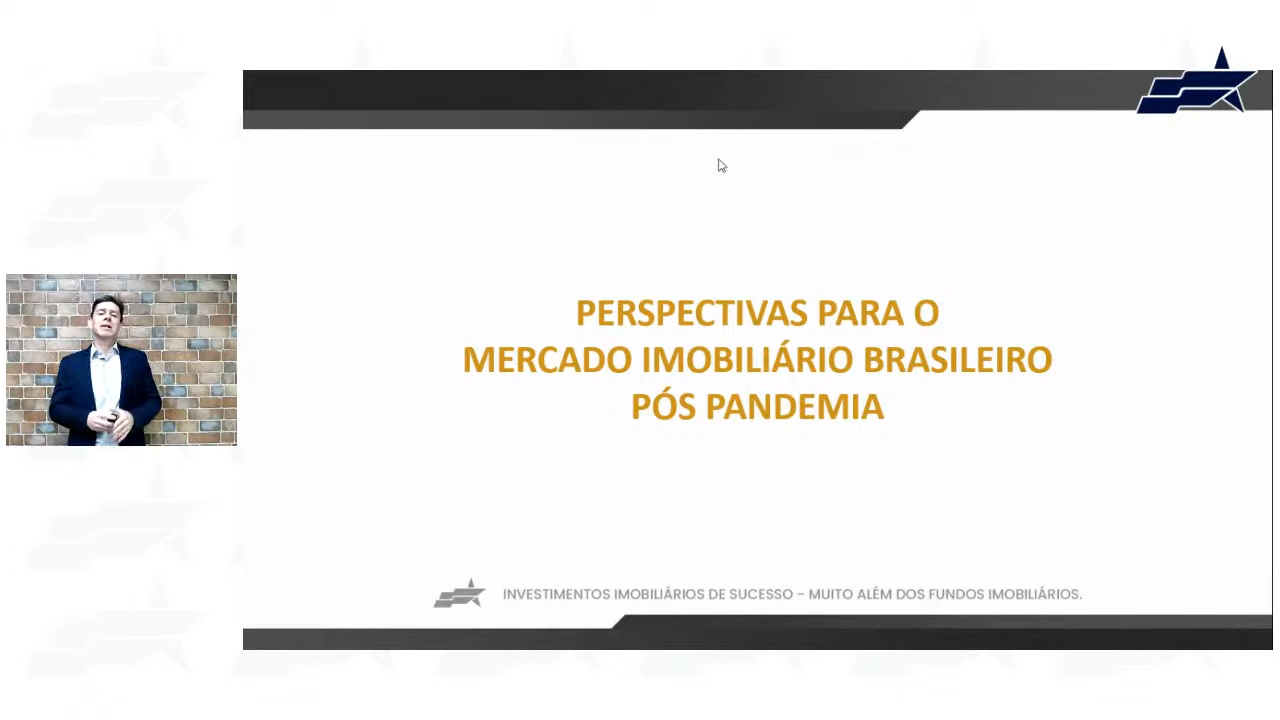 PERSPECTIVAS PARA O
MERCADO IMOBILIÁRIO BRASILEIRO
PÓS PANDEMIA
INVESTIMENTOS IMOBILIÁRIOS DE SUCESSO - MUITO ALÉM DOS FUNDOS IMOBILIÁRIOS.